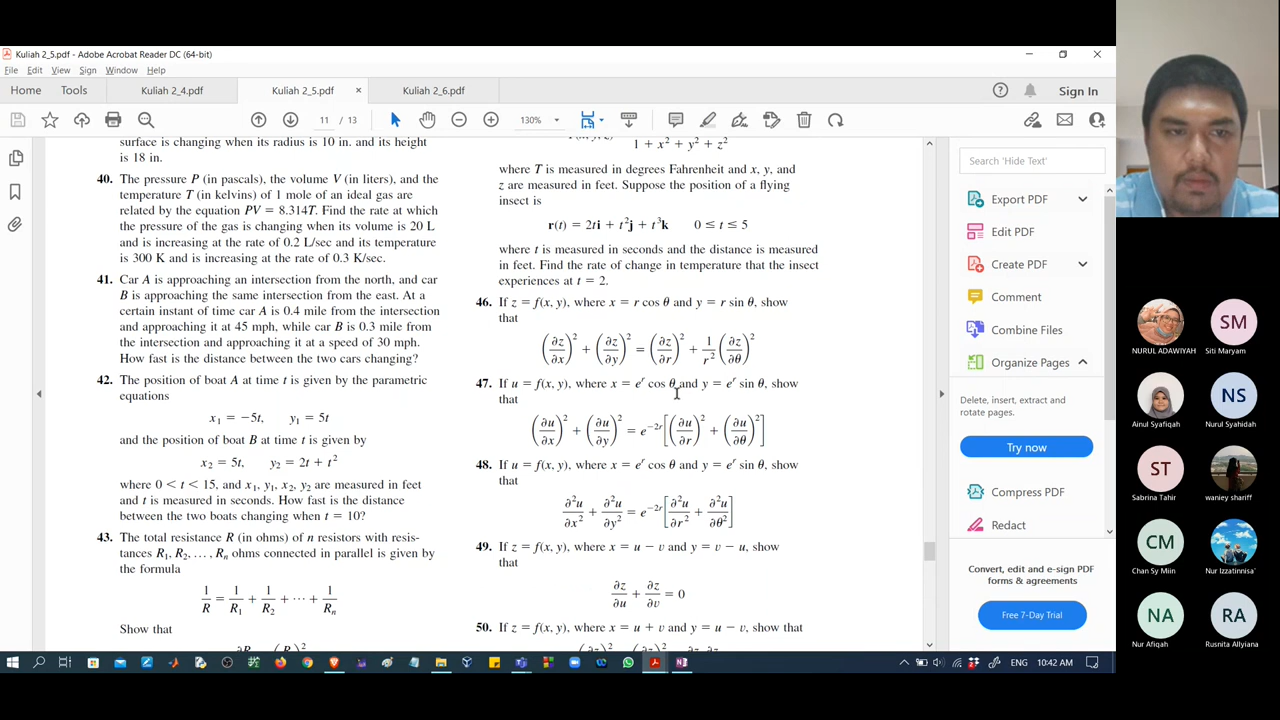 Kuliah 2_5.pdf - Adobe Acrobat Reader DC (64-bit)
File Edit View Sign Window Help
Home Tools Kuliah 2_4.pdf Kuliah 2_5.pdf × Kuliah 2_6.pdf Sign In
11 / 13 130%
surface is changing when its radius is 10 in. and its height
is 18 in.
40. The pressure P (in pascals), the volume V (in liters), and the
temperature T (in kelvins) of 1 mole of an ideal gas are
related by the equation PV = 8.314T. Find the rate at which
the pressure of the gas is changing when its volume is 20 L
and is increasing at the rate of 0.2 L/sec and its temperature
is 300 K and is increasing at the rate of 0.3 K/sec.
41. Car A is approaching an intersection from the north, and car
B is approaching the same intersection from the east. At a
certain instant of time car A is 0.4 mile from the intersection
and approaching it at 45 mph, while car B is 0.3 mile from
the intersection and approaching it at a speed of 30 mph.
How fast is the distance between the two cars changing?
42. The position of boat A at time t is given by the parametric
equations
x₁ = −5t, y₁ = 5t
and the position of boat B at time t is given by
x₂ = 5t, y₂ = 2t + t²
where 0 < t < 15, and x₁, y₁, x₂, y₂ are measured in feet
and t is measured in seconds. How fast is the distance
between the two boats changing when t = 10?
43. The total resistance R (in ohms) of n resistors with resis-
tances R₁, R₂, . . . , Rₙ ohms connected in parallel is given by
the formula
1/R = 1/R₁ + 1/R₂ + ··· + 1/Rₙ
Show that
1 + x² + y² + z²
where T is measured in degrees Fahrenheit and x, y, and
z are measured in feet. Suppose the position of a flying
insect is
r(t) = 2ti + t²j + t³k 0 ≤ t ≤ 5
where t is measured in seconds and the distance is measured
in feet. Find the rate of change in temperature that the insect
experiences at t = 2.
46. If z = f(x, y), where x = r cos θ and y = r sin θ, show
that
(∂z/∂x)² + (∂z/∂y)² = (∂z/∂r)² + 1/r² (∂z/∂θ)²
47. If u = f(x, y), where x = eʳ cos θ and y = eʳ sin θ, show
that
(∂u/∂x)² + (∂u/∂y)² = e⁻²ʳ[(∂u/∂r)² + (∂u/∂θ)²]
48. If u = f(x, y), where x = eʳ cos θ and y = eʳ sin θ, show
that
∂²u/∂x² + ∂²u/∂y² = e⁻²ʳ[∂²u/∂r² + ∂²u/∂θ²]
49. If z = f(x, y), where x = u − v and y = v − u, show
that
∂z/∂u + ∂z/∂v = 0
50. If z = f(x, y), where x = u + v and y = u − v, show that
Search 'Hide Text'
Export PDF
Edit PDF
Create PDF
Comment
Combine Files
Organize Pages
Delete, insert, extract and
rotate pages.
Try now
Compress PDF
Redact
Convert, edit and e-sign PDF
forms & agreements
Free 7-Day Trial
NURUL ADAWIYAH
SM
Siti Maryam
Ainul Syafiqah
NS
Nurul Syahidah
ST
Sabrina Tahir
waniey shariff
CM
Chan Sy Miin
Nur Izzatinnisa'
NA
Nur Afiqah
RA
Rusnita Allyiana
ENG 10:42 AM